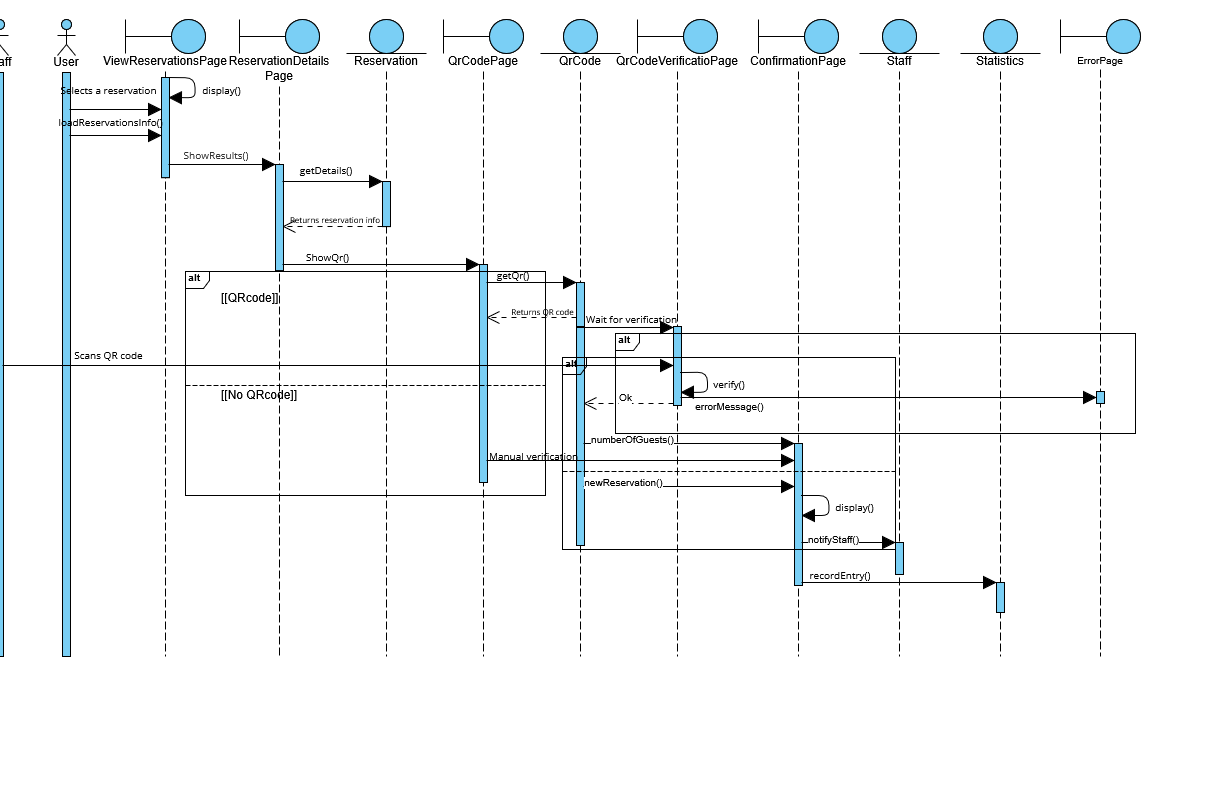 aff
User
ViewReservationsPage
ReservationDetails
Page
Reservation
QrCodePage
QrCode
QrCodeVerificatioPage
ConfirmationPage
Staff
Statistics
ErrorPage
Selects a reservation
display()
loadReservationsInfo()
ShowResults()
getDetails()
Returns reservation info
ShowQr()
alt
getQr()
[[QRcode]]
Returns QR code
Wait for verification
alt
Scans QR code
alt
verify()
[[No QRcode]]
Ok
errorMessage()
numberOfGuests()
Manual verification
newReservation()
display()
notifyStaff()
recordEntry()